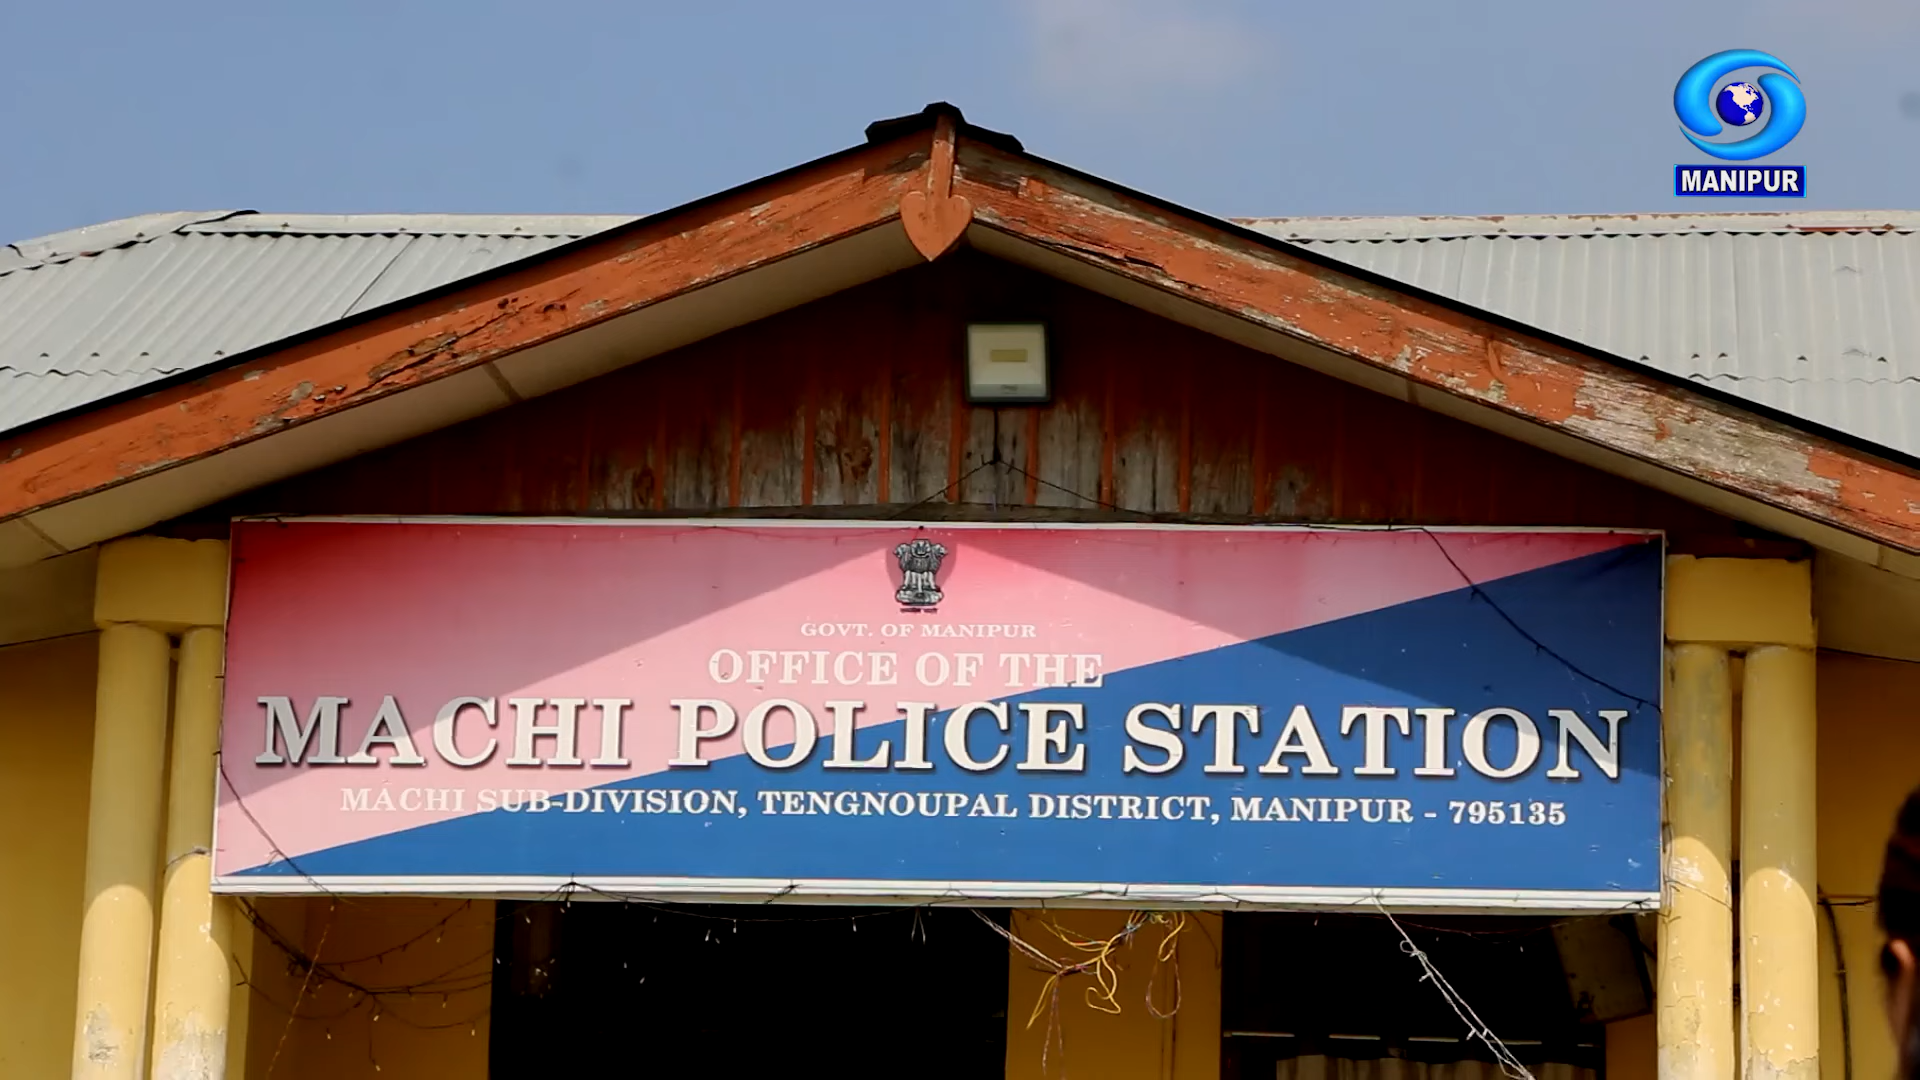 MANIPUR
GOVT. OF MANIPUR
OFFICE OF THE
MACHI POLICE STATION
MACHI SUB-DIVISION, TENGNOUPAL DISTRICT, MANIPUR - 795135